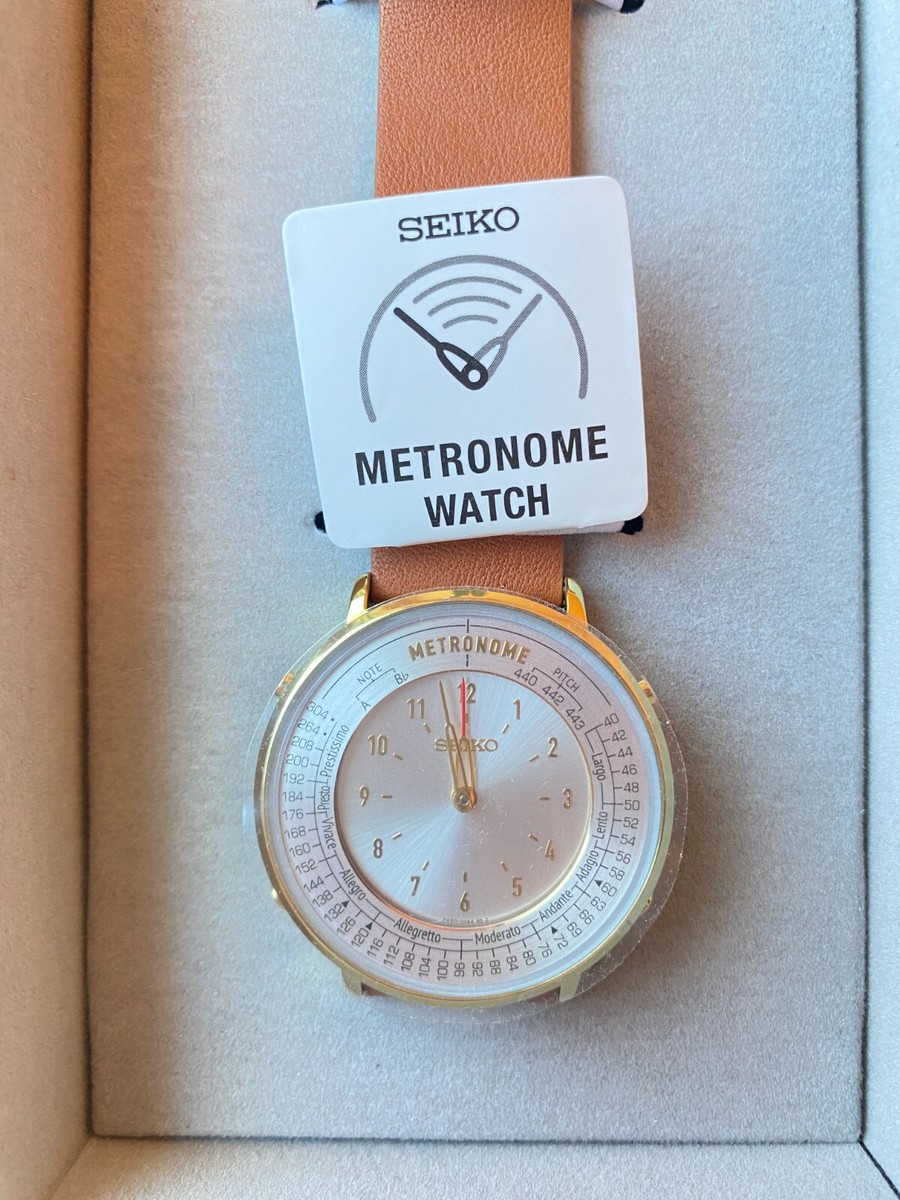 SEIKO
METRONOME
WATCH
METRONOME
NOTE
A B♭
PITCH
440 442 443
40
42
44
46
48
50
52
54
56
58
60
63
66
69
72
76
80
84
88
92
96
100
104
108
112
116
120
126
132
138
144
152
160
168
176
184
192
200
208
264
304
Largo
Lento
Adagio
Andante
Moderato
Allegretto
Allegro
Vivace
Presto
Prestissimo
12
1
2
3
4
5
6
7
8
9
10
11
SEIKO